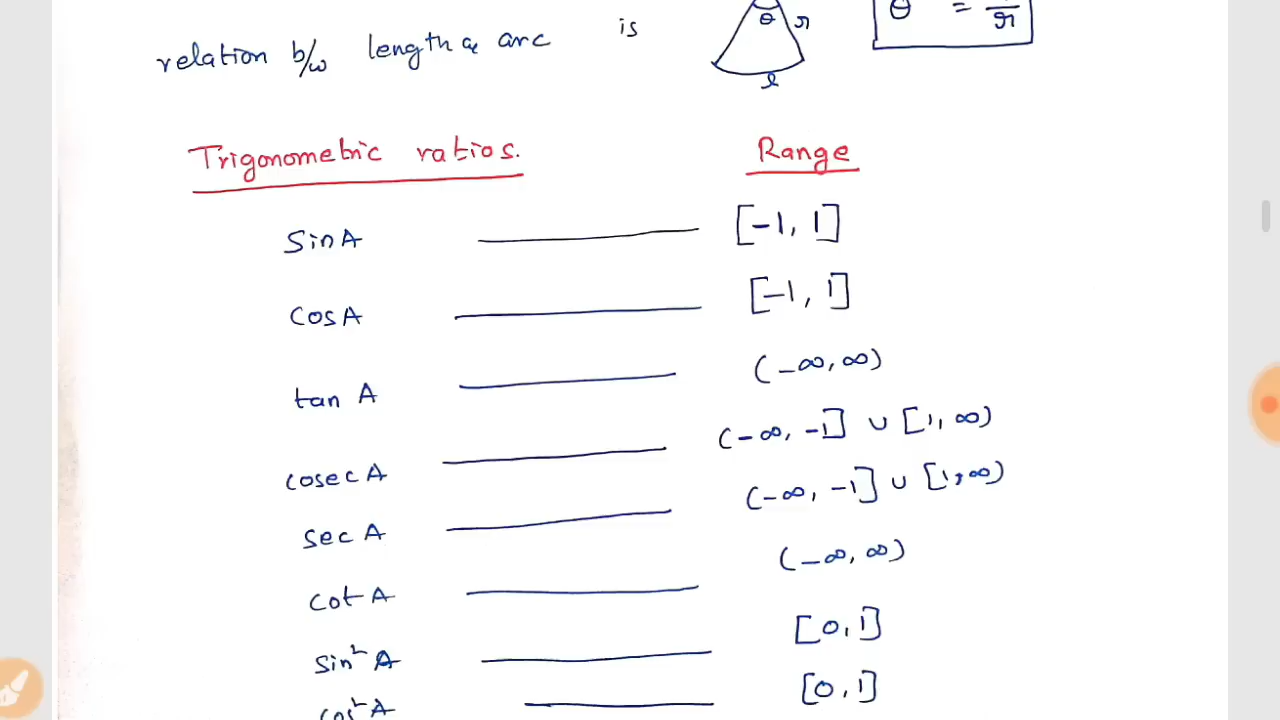 relation b/w length & arc is θ r l θ = /r
Trigonometric ratios. Range
Sin A [-1, 1]
Cos A [-1, 1]
tan A (-∞, ∞)
Cosec A (-∞, -1] ∪ [1, ∞)
Sec A (-∞, -1] ∪ [1, ∞)
Cot A (-∞, ∞)
Sin² A [0, 1]
Cos² A [0, 1]